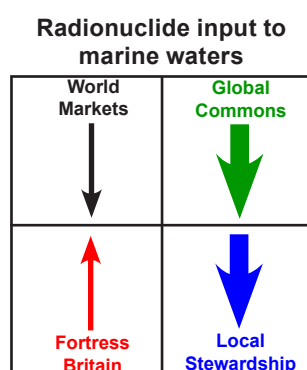 Radionuclide input to
marine waters
World
Markets
Global
Commons
Fortress
Britain
Local
Stewardship